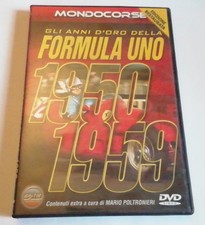 MONDOCORSE
GLI ANNI D'ORO DELLA
FORMULA UNO
1950
1959
Contenuti extra a cura di MARIO POLTRONIERI
DVD